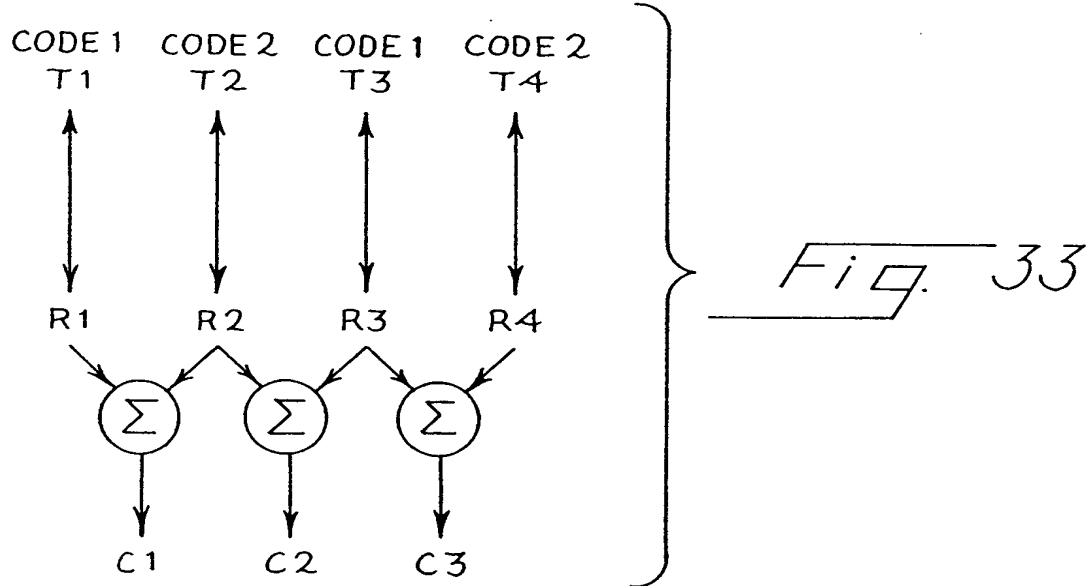 CODE 1 CODE 2 CODE 1 CODE 2
T1 T2 T3 T4
R1 R2 R3 R4
Σ Σ Σ
C1 C2 C3
Fig. 33